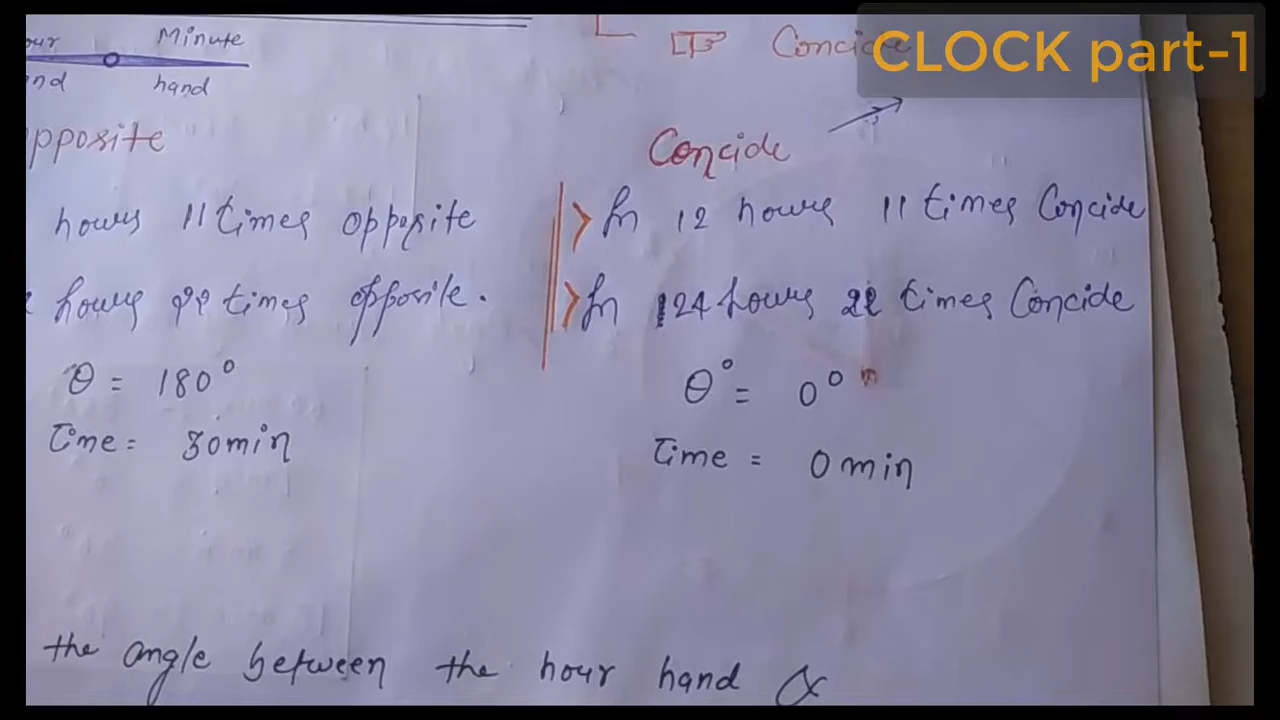 CLOCK part-1
Minute
hand
Concide
opposite
Concide
hours 11 times opposite
In 12 hours 11 times Concide
hours 22 times opposite.
In 24 hours 22 times Concide
θ = 180°
θ° = 0°
Time = 30min
Time = 0 min
the angle between the hour hand &